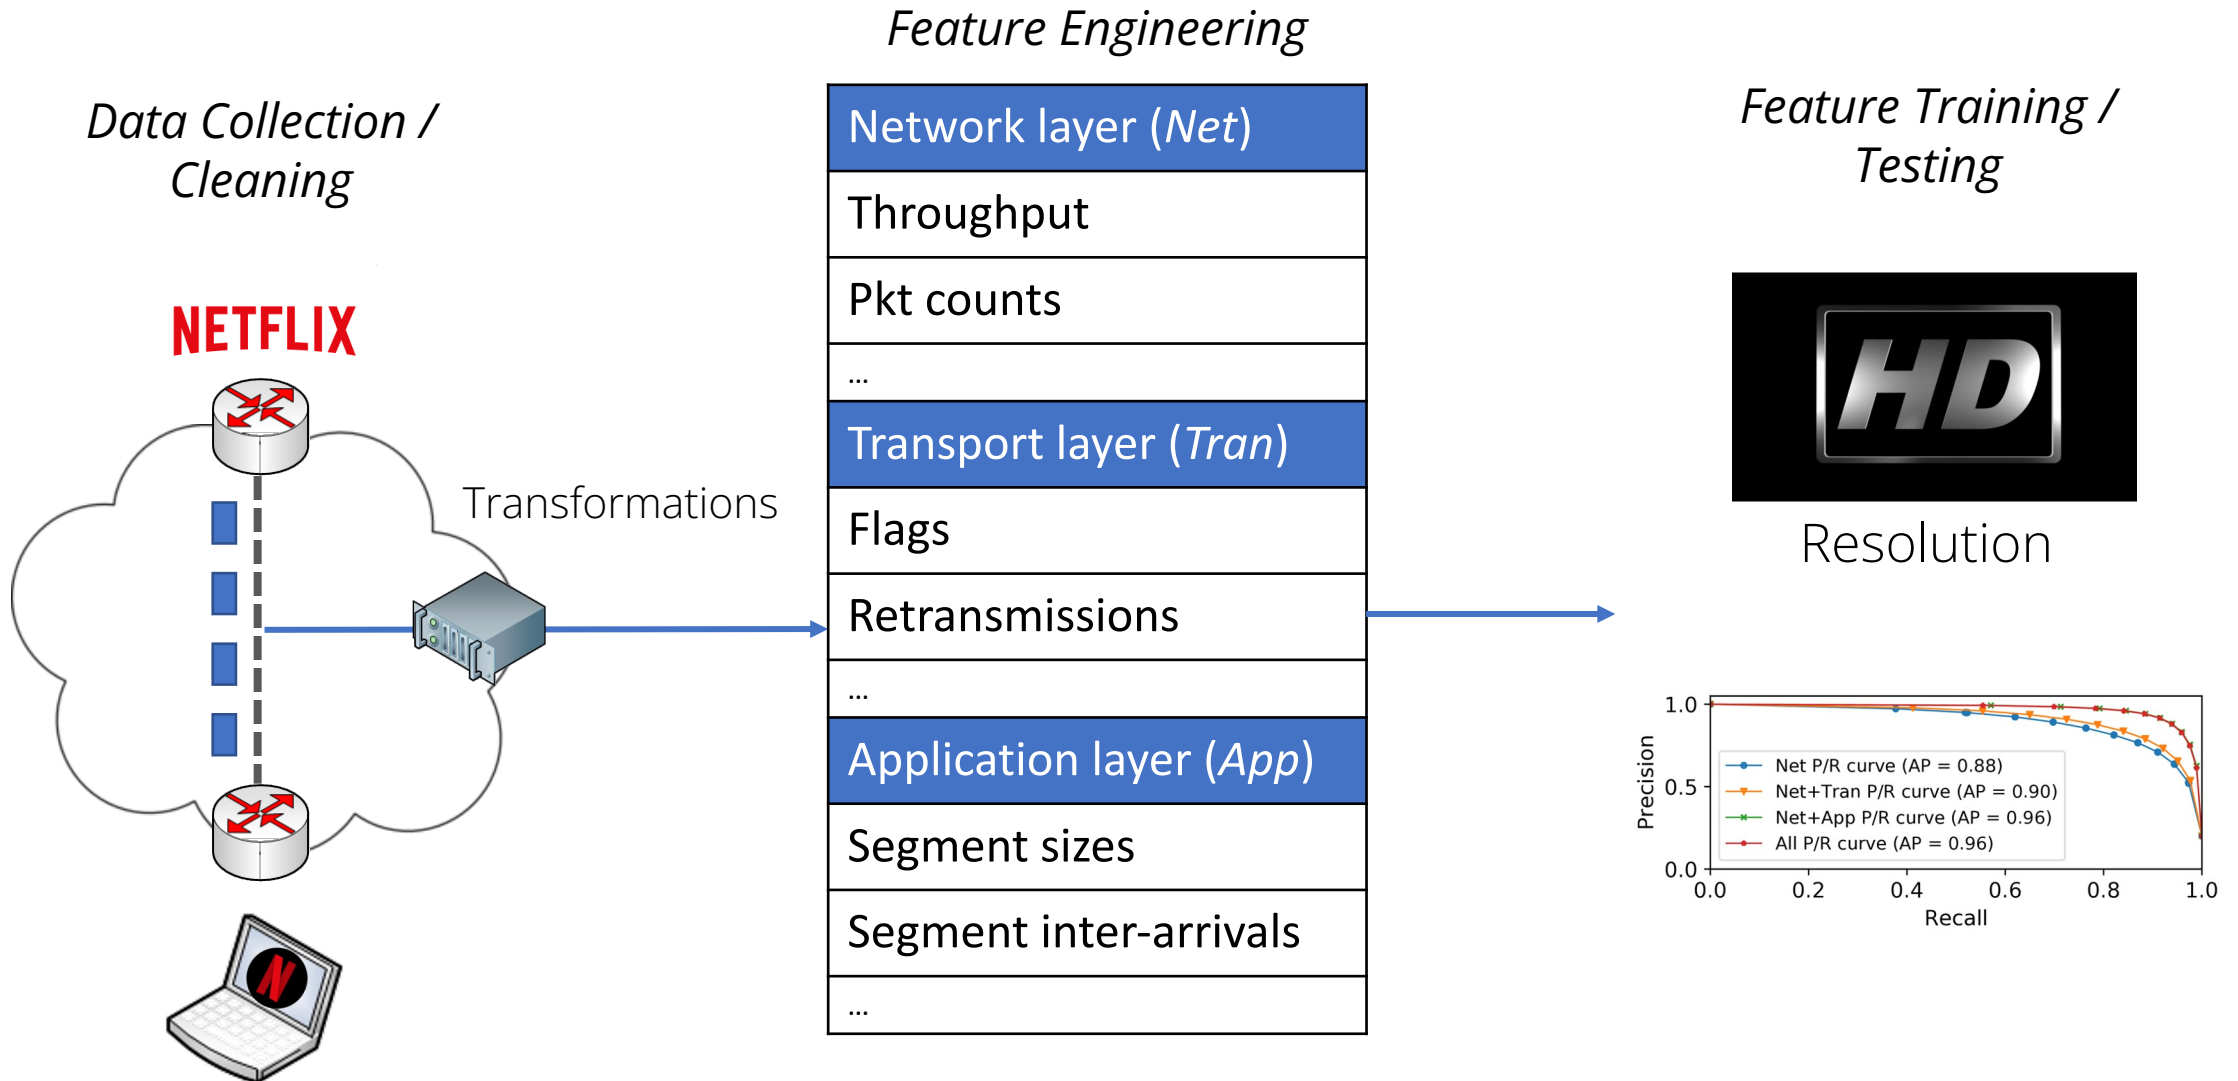 Feature Engineering
Data Collection /
Cleaning
NETFLIX
N
Transformations
Network layer (Net)
Throughput
Pkt counts
...
Transport layer (Tran)
Flags
Retransmissions
...
Application layer (App)
Segment sizes
Segment inter-arrivals
...
Feature Training /
Testing
HD
Resolution
1.0
0.5
0.0
Precision
Net P/R curve (AP = 0.88)
Net+Tran P/R curve (AP = 0.90)
Net+App P/R curve (AP = 0.96)
All P/R curve (AP = 0.96)
0.0 0.2 0.4 0.6 0.8 1.0
Recall